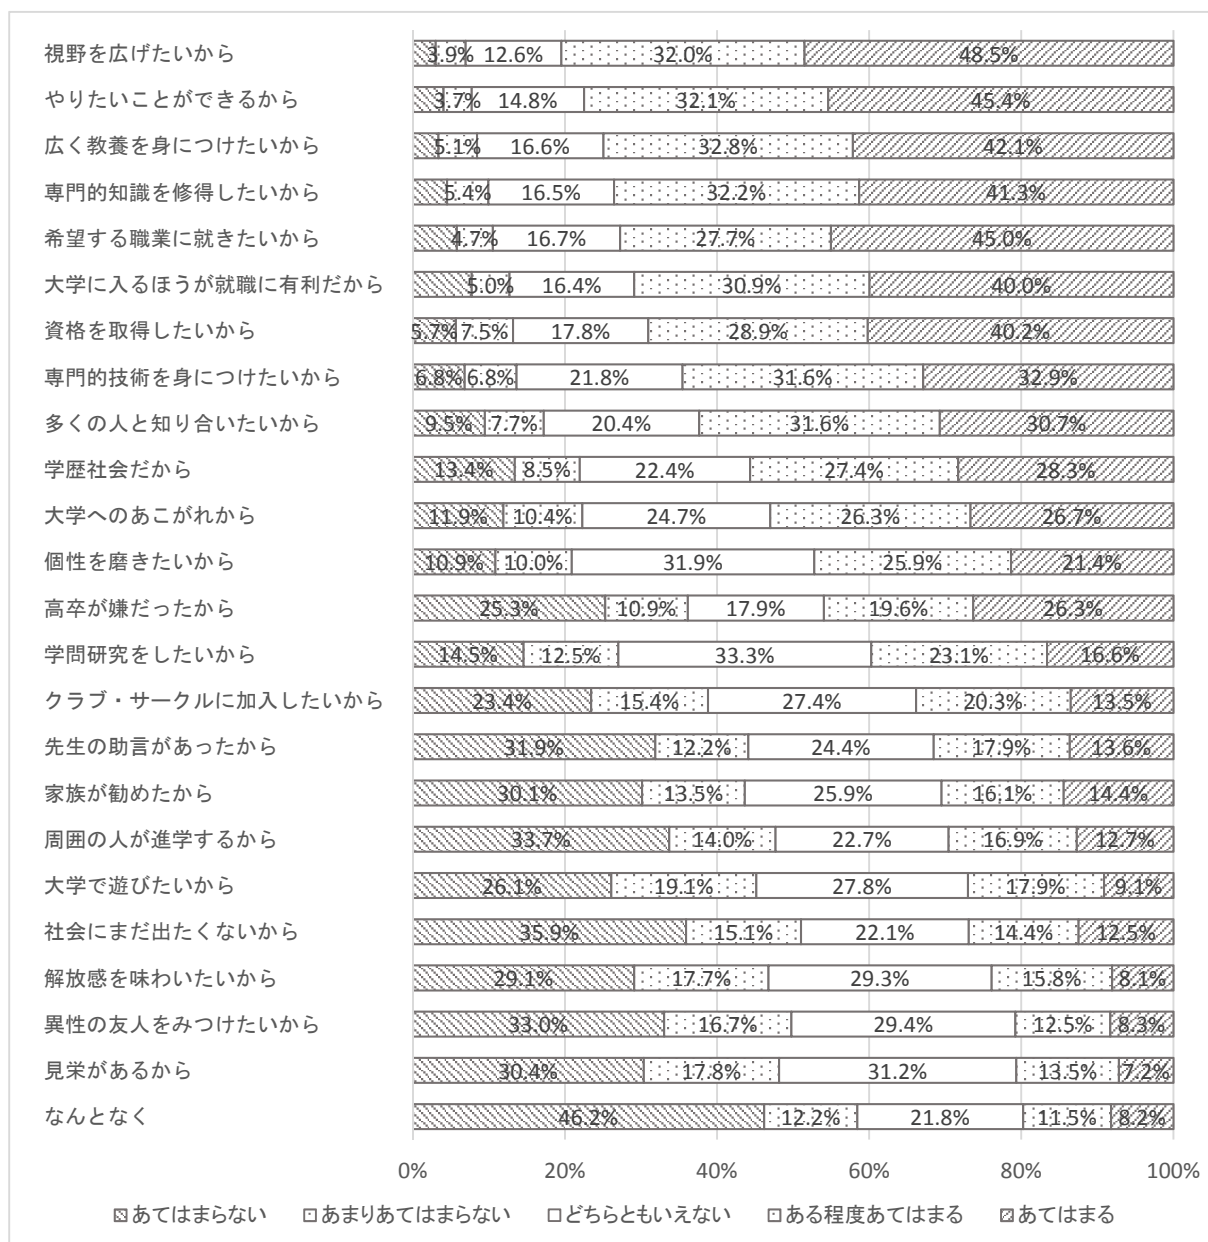 視野を広げたいから 3.9% 12.6% 32.0% 48.5%
やりたいことができるから 3.7% 14.8% 32.1% 45.4%
広く教養を身につけたいから 5.1% 16.6% 32.8% 42.1%
専門的知識を修得したいから 5.4% 16.5% 32.2% 41.3%
希望する職業に就きたいから 4.7% 16.7% 27.7% 45.0%
大学に入るほうが就職に有利だから 5.0% 16.4% 30.9% 40.0%
資格を取得したいから 5.7% 7.5% 17.8% 28.9% 40.2%
専門的技術を身につけたいから 6.8% 6.8% 21.8% 31.6% 32.9%
多くの人と知り合いたいから 9.5% 7.7% 20.4% 31.6% 30.7%
学歴社会だから 13.4% 8.5% 22.4% 27.4% 28.3%
大学へのあこがれから 11.9% 10.4% 24.7% 26.3% 26.7%
個性を磨きたいから 10.9% 10.0% 31.9% 25.9% 21.4%
高卒が嫌だったから 25.3% 10.9% 17.9% 19.6% 26.3%
学問研究をしたいから 14.5% 12.5% 33.3% 23.1% 16.6%
クラブ・サークルに加入したいから 23.4% 15.4% 27.4% 20.3% 13.5%
先生の助言があったから 31.9% 12.2% 24.4% 17.9% 13.6%
家族が勧めたから 30.1% 13.5% 25.9% 16.1% 14.4%
周囲の人が進学するから 33.7% 14.0% 22.7% 16.9% 12.7%
大学で遊びたいから 26.1% 19.1% 27.8% 17.9% 9.1%
社会にまだ出たくないから 35.9% 15.1% 22.1% 14.4% 12.5%
解放感を味わいたいから 29.1% 17.7% 29.3% 15.8% 8.1%
異性の友人をみつけたいから 33.0% 16.7% 29.4% 12.5% 8.3%
見栄があるから 30.4% 17.8% 31.2% 13.5% 7.2%
なんとなく 46.2% 12.2% 21.8% 11.5% 8.2%
0% 20% 40% 60% 80% 100%
あてはまらない あまりあてはまらない どちらともいえない ある程度あてはまる あてはまる